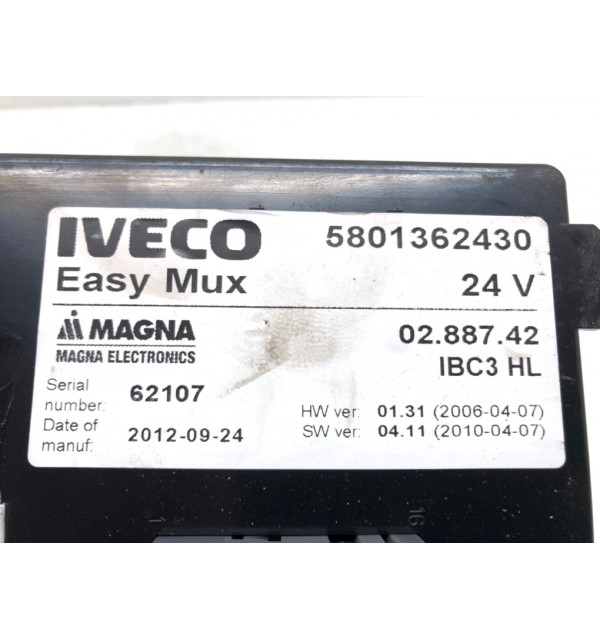 IVECO 5801362430
Easy Mux 24 V
MAGNA 02.887.42
MAGNA ELECTRONICS IBC3 HL
Serial number: 62107
HW ver: 01.31 (2006-04-07)
Date of manuf: 2012-09-24
SW ver: 04.11 (2010-04-07)
1 16